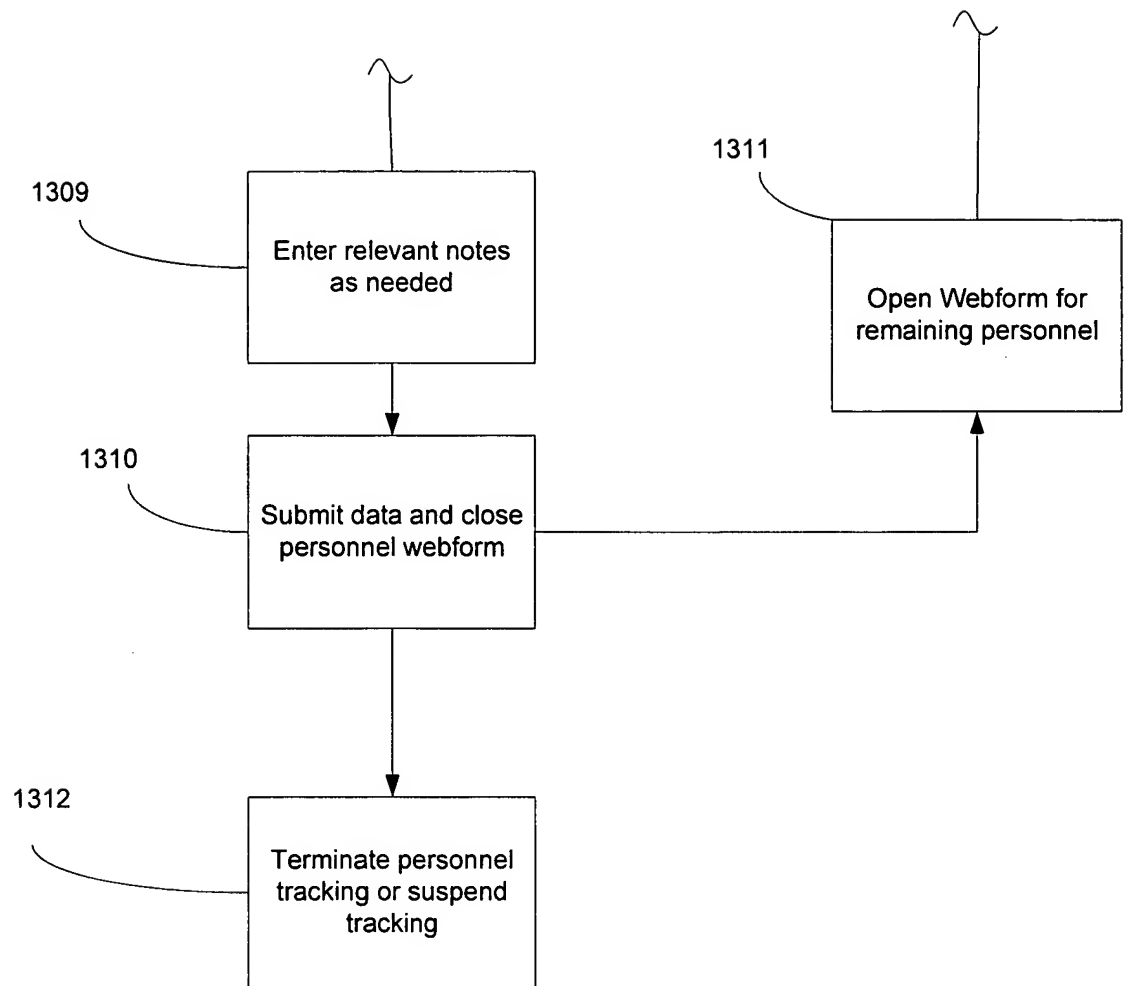 1309
Enter relevant notes
as needed
1311
Open Webform for
remaining personnel
1310
Submit data and close
personnel webform
1312
Terminate personnel
tracking or suspend
tracking